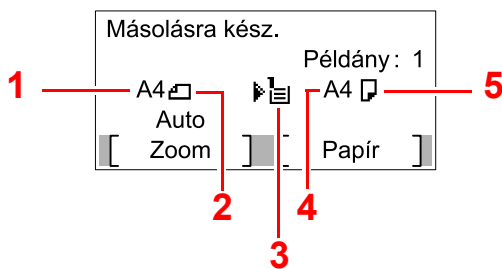 Másolásra kész.
Példány: 1
1 A4 A4 5
Auto
[ Zoom ] [ Papír ]
2 4
3